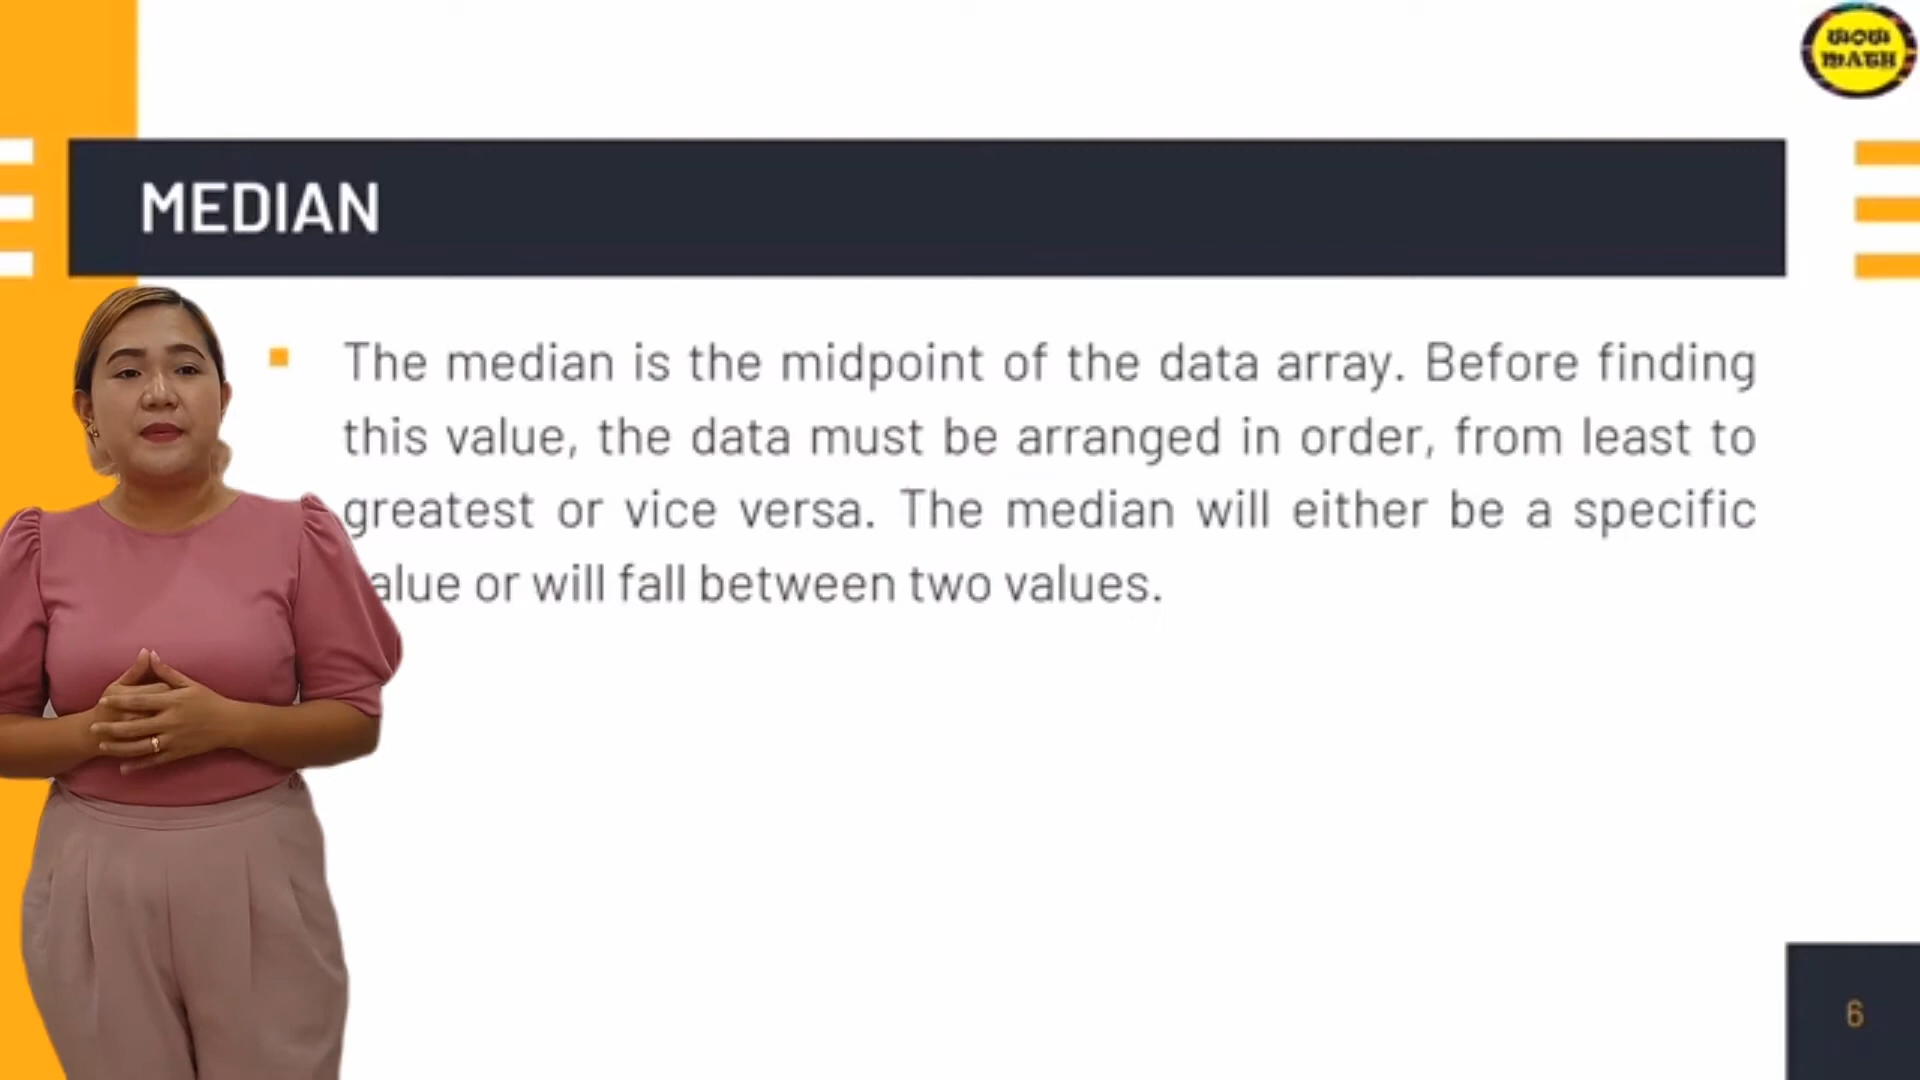 WOW
MATH
MEDIAN
The median is the midpoint of the data array. Before finding
this value, the data must be arranged in order, from least to
greatest or vice versa. The median will either be a specific
alue or will fall between two values.
6